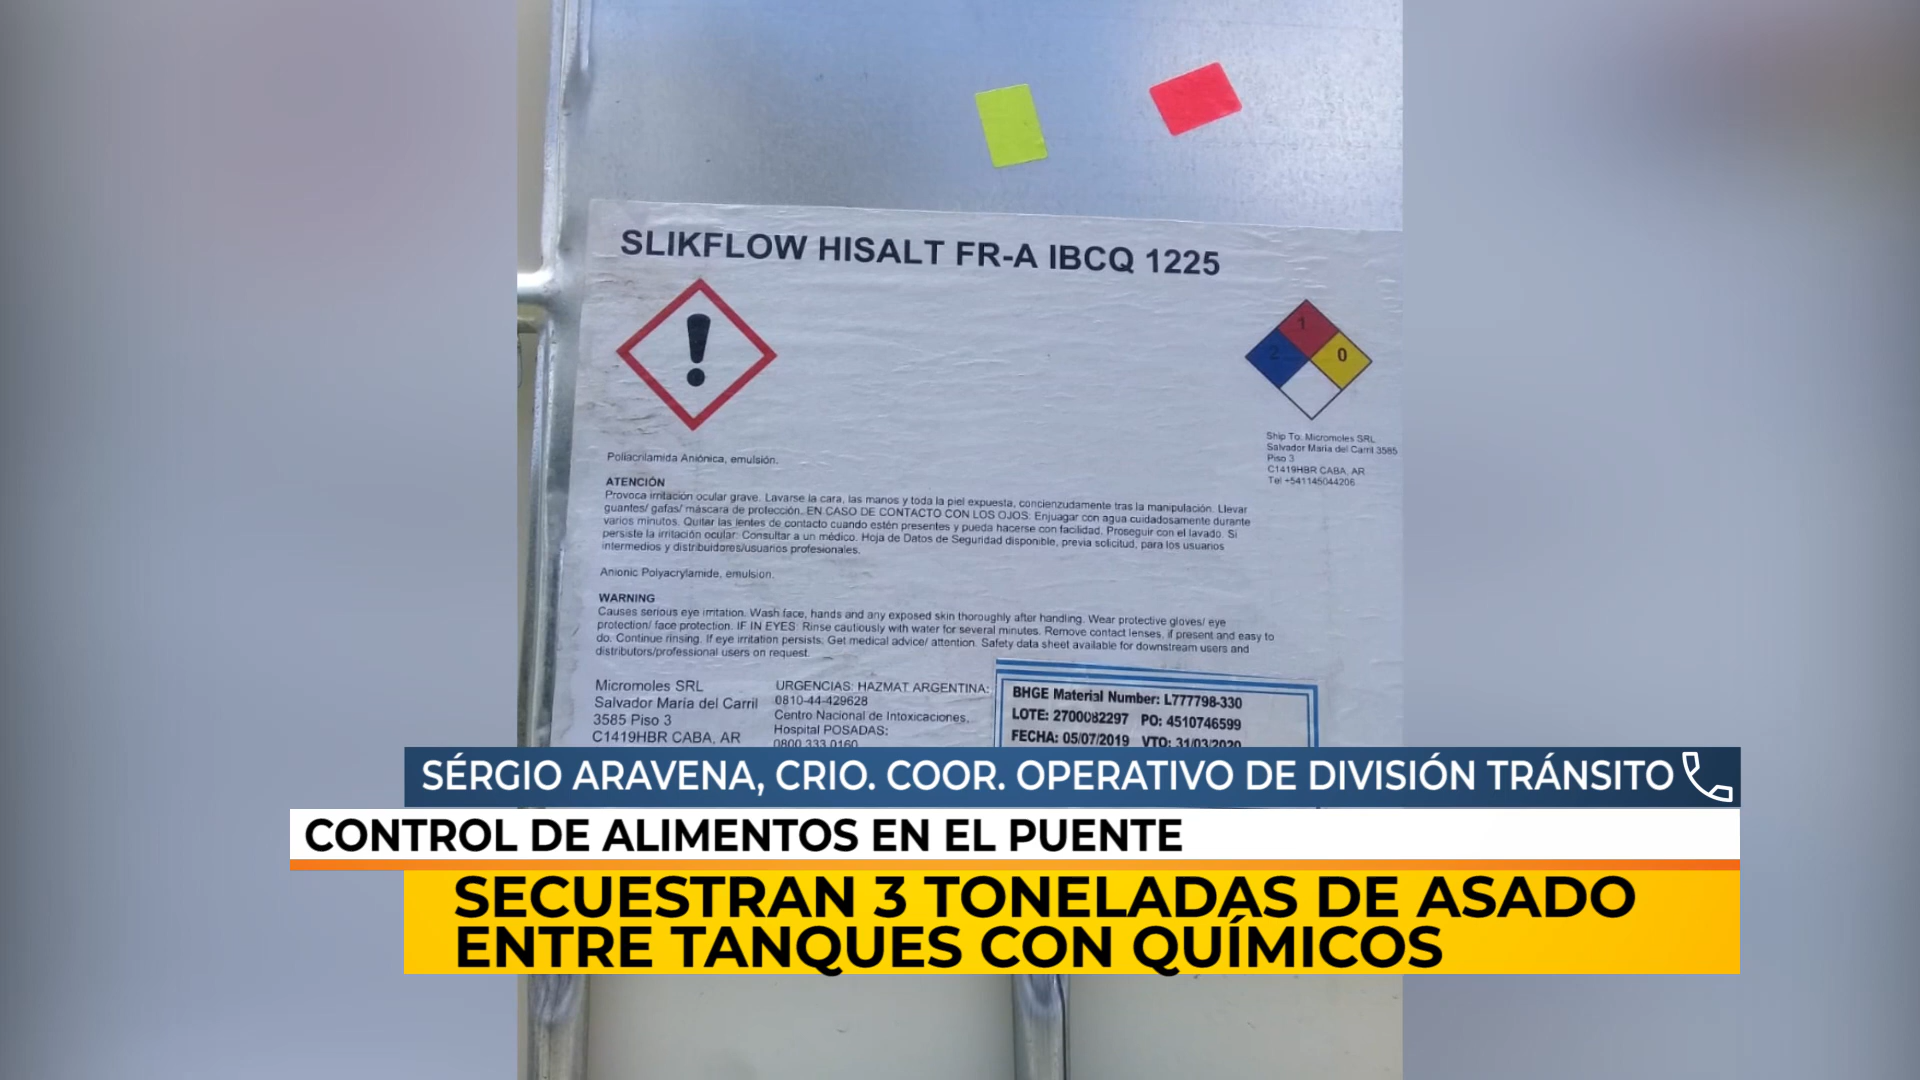 SLIKFLOW HISALT FR-A IBCQ 1225
1
2
0
Ship To: Micromoles SRL
Salvador María del Carril 3585
Piso 3
C1419HBR CABA, AR
Tel +541145044206
Poliacrilamida Aniónica, emulsión.
ATENCIÓN
Provoca irritación ocular grave. Lavarse la cara, las manos y toda la piel expuesta, concienzudamente tras la manipulación. Llevar
guantes/ gafas/ máscara de protección. EN CASO DE CONTACTO CON LOS OJOS: Enjuagar con agua cuidadosamente durante
varios minutos. Quitar las lentes de contacto cuando estén presentes y pueda hacerse con facilidad. Proseguir con el lavado. Si
persiste la irritación ocular: Consultar a un médico. Hoja de Datos de Seguridad disponible, previa solicitud, para los usuarios
intermedios y distribuidores/usuarios profesionales.
Anionic Polyacrylamide, emulsion.
WARNING
Causes serious eye irritation. Wash face, hands and any exposed skin thoroughly after handling. Wear protective gloves/ eye
protection/ face protection. IF IN EYES: Rinse cautiously with water for several minutes. Remove contact lenses, if present and easy to
do. Continue rinsing. If eye irritation persists: Get medical advice/ attention. Safety data sheet available for downstream users and
distributors/professional users on request.
Micromoles SRL
Salvador María del Carril
3585 Piso 3
C1419HBR CABA, AR
URGENCIAS: HAZMAT ARGENTINA:
0810-44-429628
Centro Nacional de Intoxicaciones,
Hospital POSADAS:
0800 333 0160
BHGE Material Number: L777798-330
LOTE: 2700082297 PO: 4510746599
FECHA: 05/07/2019 VTO: 31/03/2020
SÉRGIO ARAVENA, CRIO. COOR. OPERATIVO DE DIVISIÓN TRÁNSITO
CONTROL DE ALIMENTOS EN EL PUENTE
SECUESTRAN 3 TONELADAS DE ASADO
ENTRE TANQUES CON QUÍMICOS